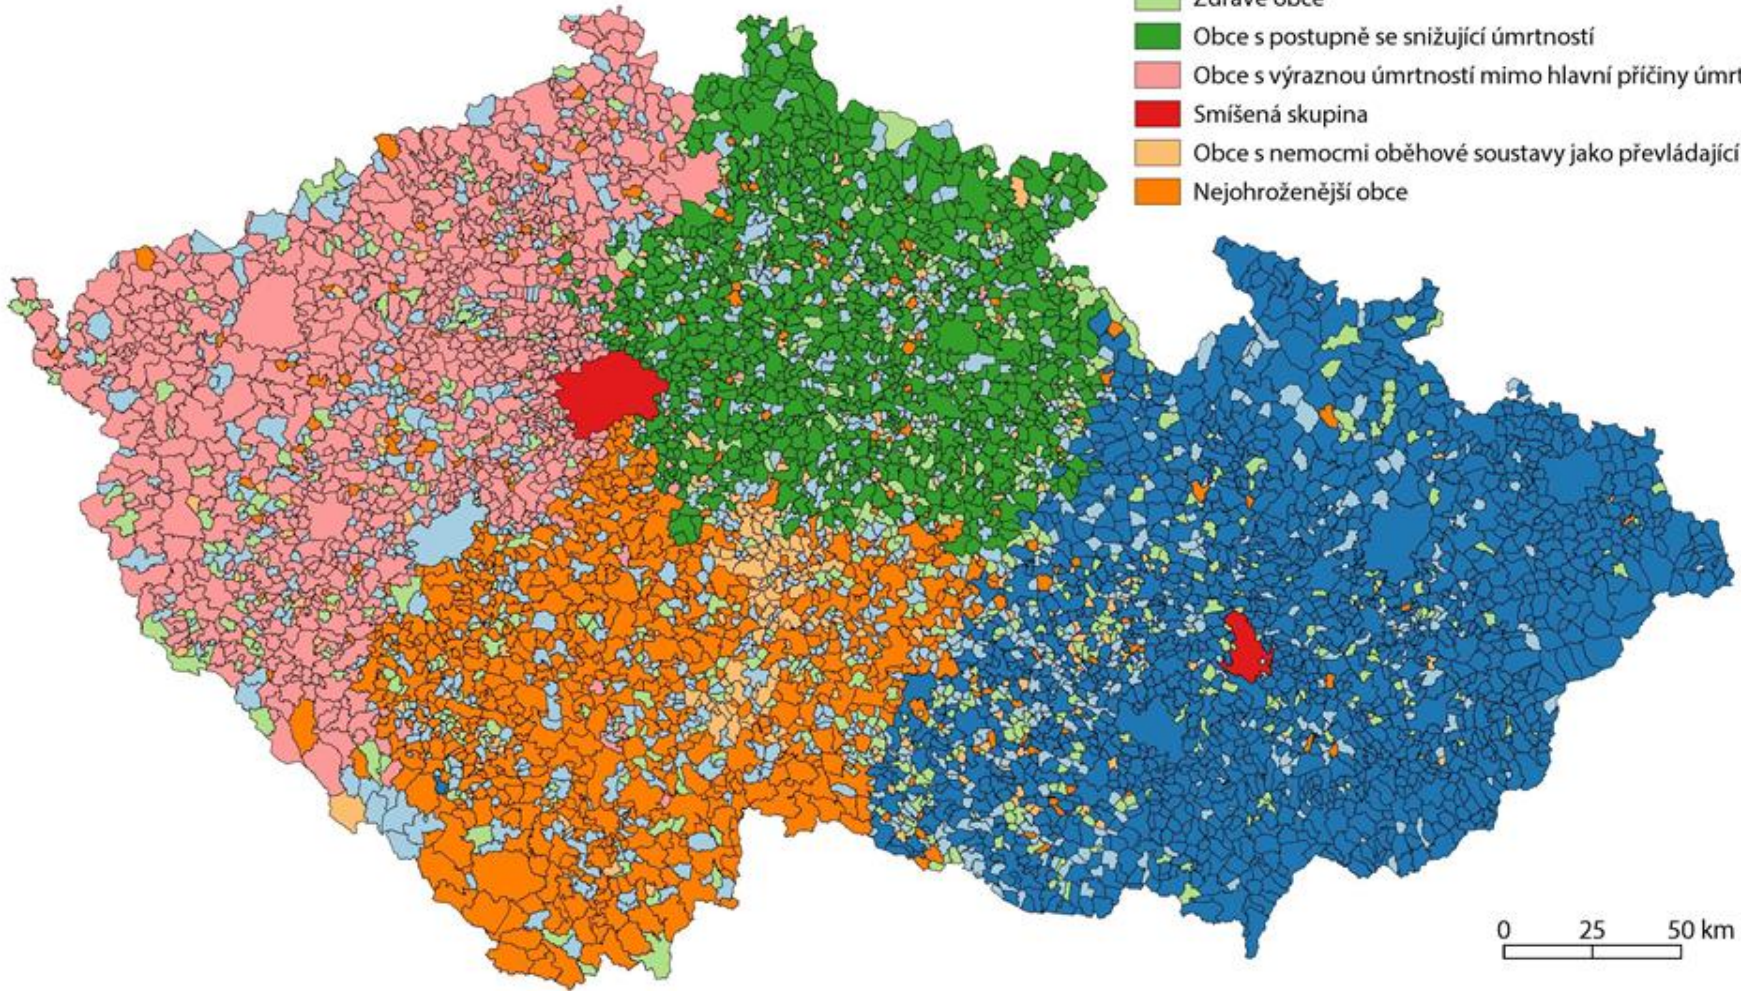 Zdravé obce
Obce s postupně se snižující úmrtností
Obce s výraznou úmrtností mimo hlavní příčiny úmrt
Smíšená skupina
Obce s nemocmi oběhové soustavy jako převládající
Nejohroženější obce
0 25 50 km